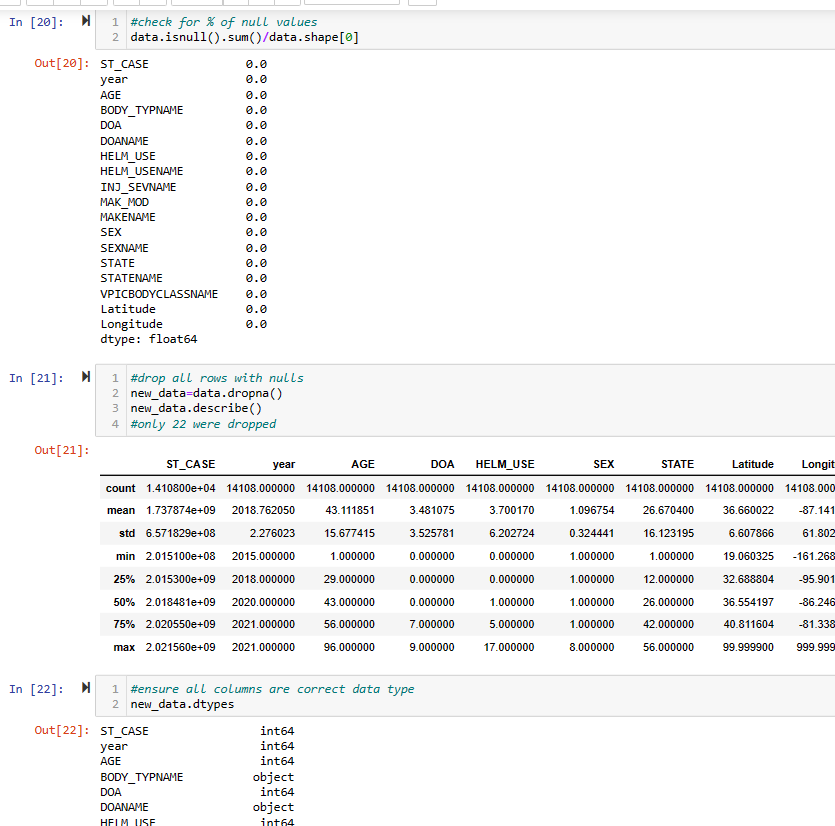 In [20]:
1 #check for % of null values
2 data.isnull().sum()/data.shape[0]
Out[20]:
ST_CASE 0.0
year 0.0
AGE 0.0
BODY_TYPNAME 0.0
DOA 0.0
DOANAME 0.0
HELM_USE 0.0
HELM_USENAME 0.0
INJ_SEVNAME 0.0
MAK_MOD 0.0
MAKENAME 0.0
SEX 0.0
SEXNAME 0.0
STATE 0.0
STATENAME 0.0
VPICBODYCLASSNAME 0.0
Latitude 0.0
Longitude 0.0
dtype: float64
In [21]:
1 #drop all rows with nulls
2 new_data=data.dropna()
3 new_data.describe()
4 #only 22 were dropped
Out[21]:
ST_CASE year AGE DOA HELM_USE SEX STATE Latitude Longit
count 1.410800e+04 14108.000000 14108.000000 14108.000000 14108.000000 14108.000000 14108.000000 14108.000000 14108.000
mean 1.737874e+09 2018.762050 43.111851 3.481075 3.700170 1.096754 26.670400 36.660022 -87.141
std 6.571829e+08 2.276023 15.677415 3.525781 6.202724 0.324441 16.123195 6.607866 61.802
min 2.015100e+08 2015.000000 1.000000 0.000000 0.000000 1.000000 1.000000 19.060325 -161.268
25% 2.015300e+09 2018.000000 29.000000 0.000000 0.000000 1.000000 12.000000 32.688804 -95.901
50% 2.018481e+09 2020.000000 43.000000 0.000000 1.000000 1.000000 26.000000 36.554197 -86.246
75% 2.020550e+09 2021.000000 56.000000 7.000000 5.000000 1.000000 42.000000 40.811604 -81.338
max 2.021560e+09 2021.000000 96.000000 9.000000 17.000000 8.000000 56.000000 99.999900 999.999
In [22]:
1 #ensure all columns are correct data type
2 new_data.dtypes
Out[22]:
ST_CASE int64
year int64
AGE int64
BODY_TYPNAME object
DOA int64
DOANAME object
HELM_USE int64